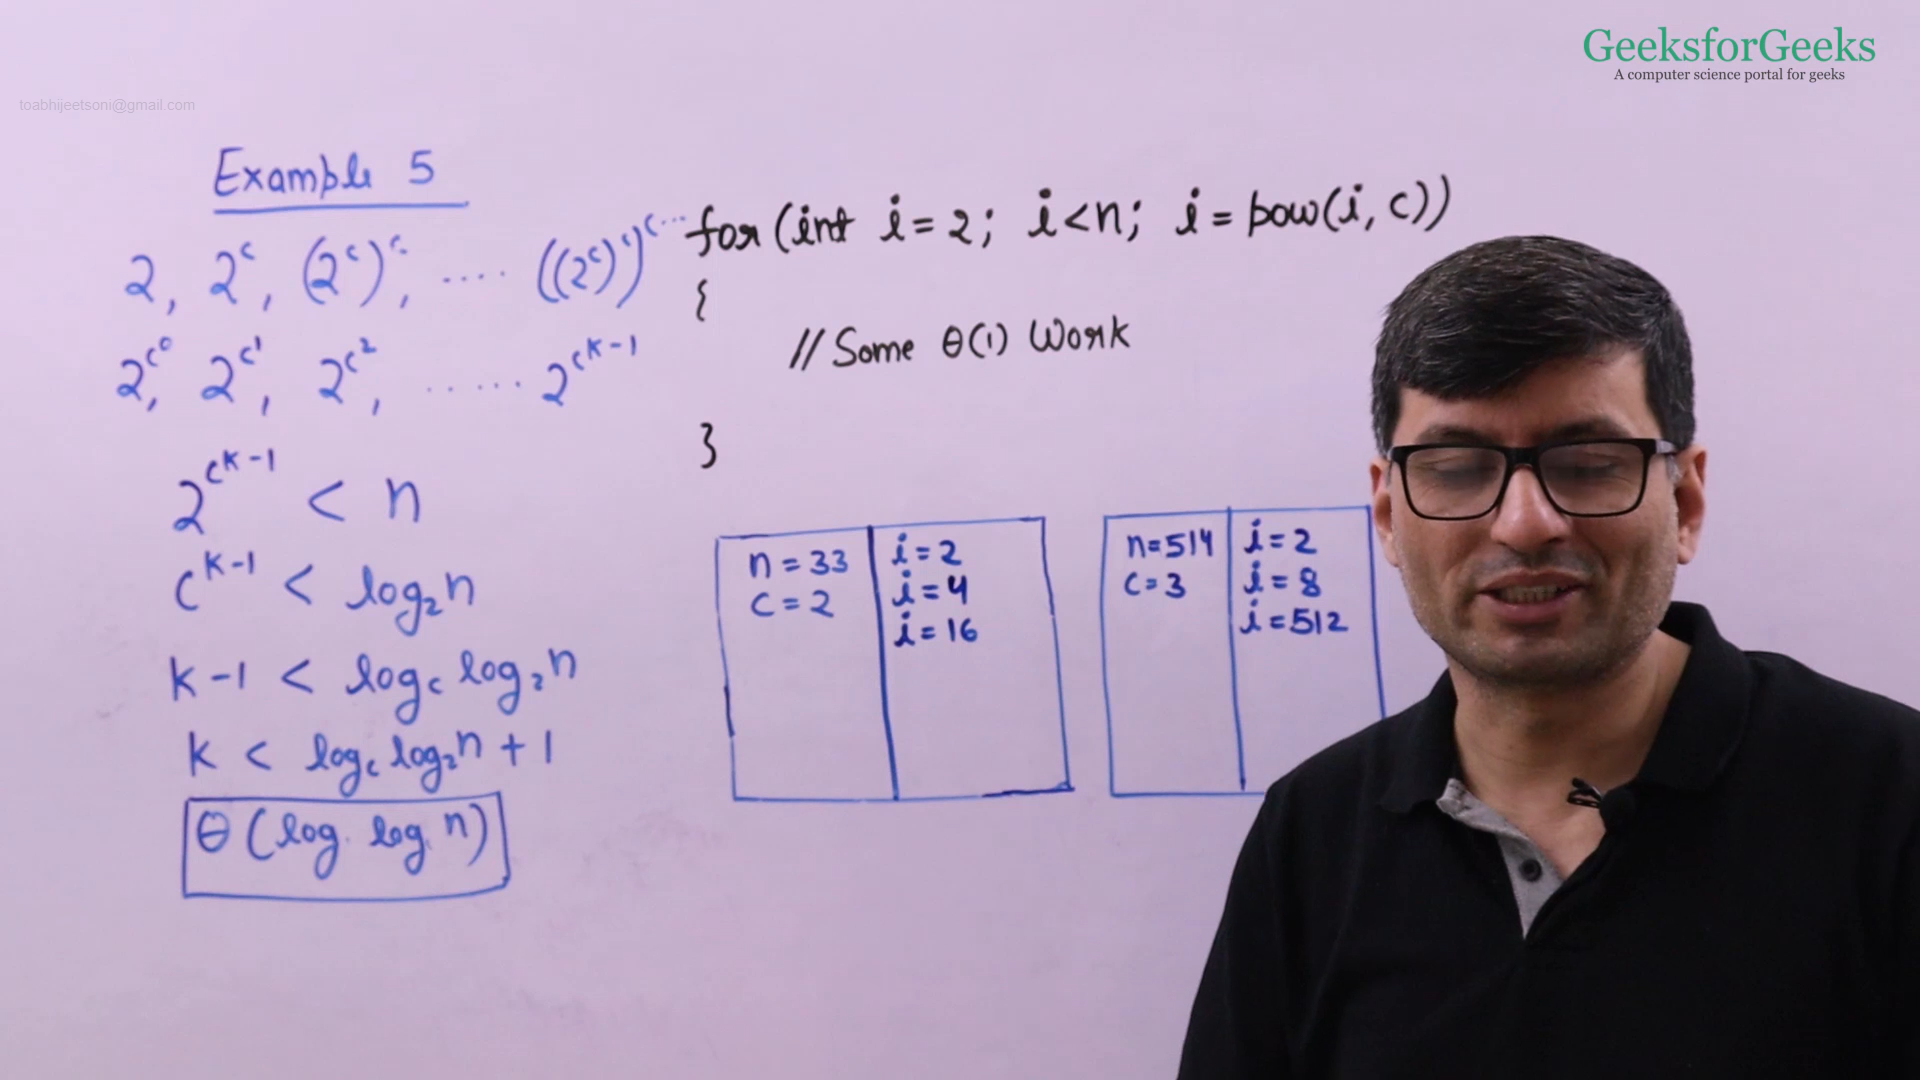 GeeksforGeeks
A computer science portal for geeks
toabhijeetsoni@gmail.com
Example 5
2, 2^c, (2^c)^c, .... (((2^c)^c)^c...
2^c^0, 2^c^1, 2^c^2, ...... 2^c^k-1
2^c^k-1 < n
c^k-1 < log₂n
k-1 < log_c log₂n
k < log_c log₂n + 1
θ(log log n)
for(int i=2; i<n; i=pow(i,c))
{
//Some θ(1) Work
}
n=33
c=2
i=2
i=4
i=16
n=514
c=3
i=2
i=8
i=512